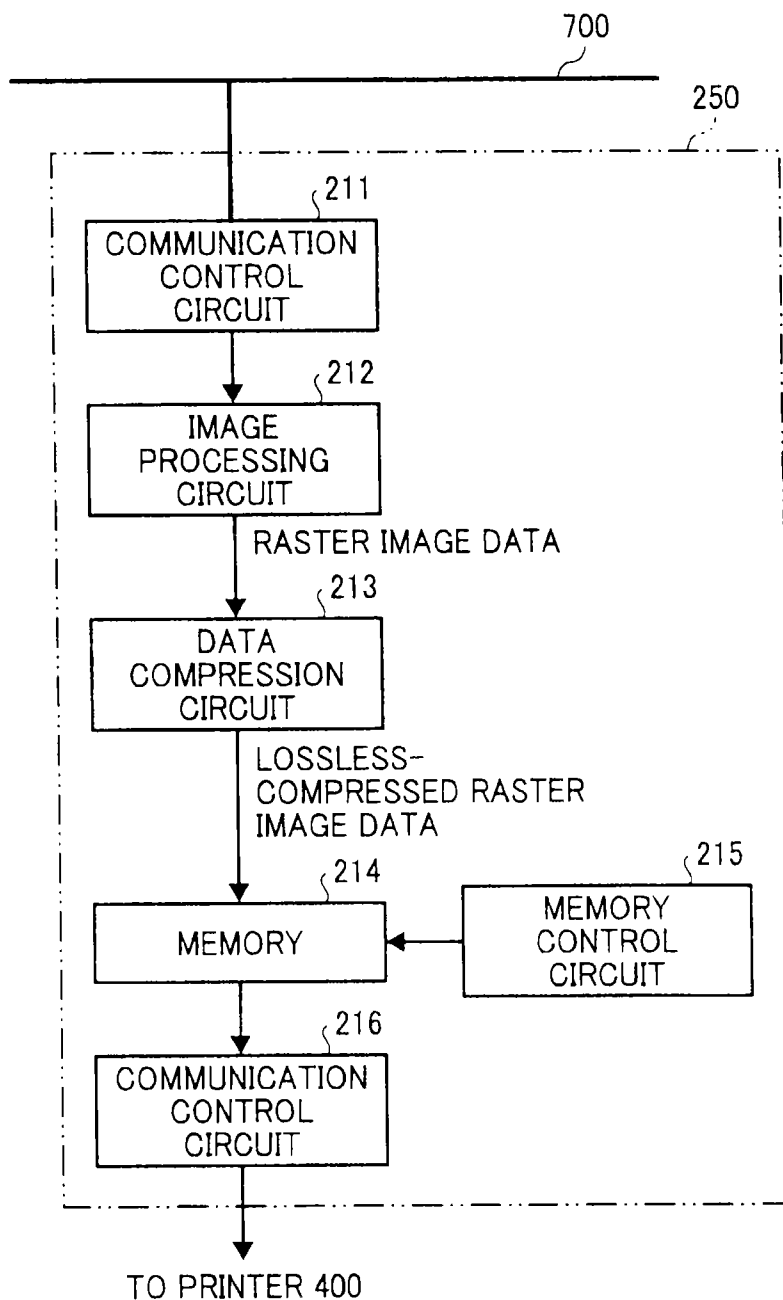 700
250
211
COMMUNICATION
CONTROL
CIRCUIT
212
IMAGE
PROCESSING
CIRCUIT
RASTER IMAGE DATA
213
DATA
COMPRESSION
CIRCUIT
LOSSLESS-
COMPRESSED RASTER
IMAGE DATA
214
MEMORY
215
MEMORY
CONTROL
CIRCUIT
216
COMMUNICATION
CONTROL
CIRCUIT
TO PRINTER 400